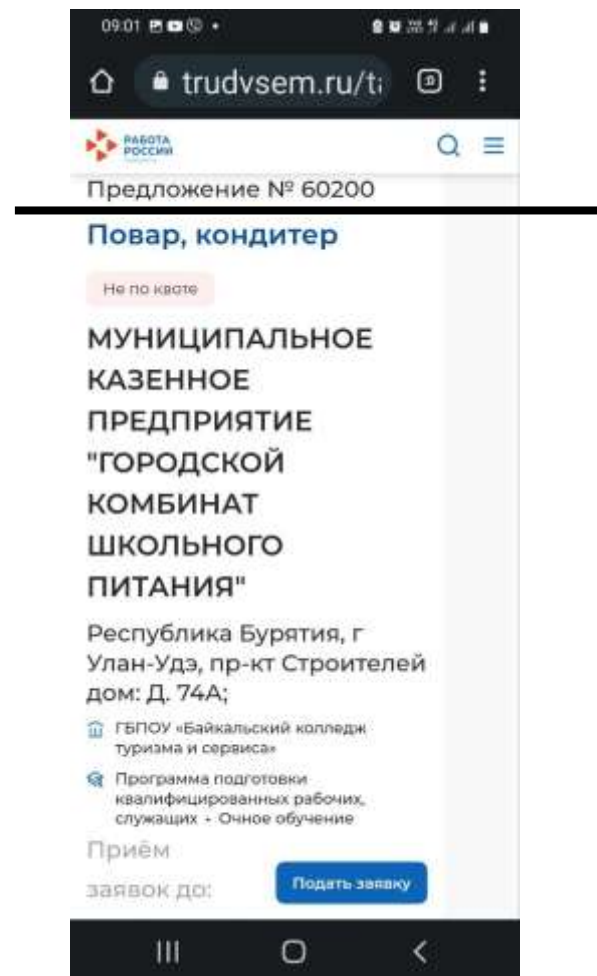 09:01
trudvsem.ru/ta
РАБОТА
РОССИИ
Предложение № 60200
Повар, кондитер
Не по квоте
МУНИЦИПАЛЬНОЕ
КАЗЕННОЕ
ПРЕДПРИЯТИЕ
"ГОРОДСКОЙ
КОМБИНАТ
ШКОЛЬНОГО
ПИТАНИЯ"
Республика Бурятия, г
Улан-Удэ, пр-кт Строителей
дом: Д. 74А;
ГБПОУ «Байкальский колледж
туризма и сервиса»
Программа подготовки
квалифицированных рабочих,
служащих • Очное обучение
Приём
заявок до:
Подать заявку